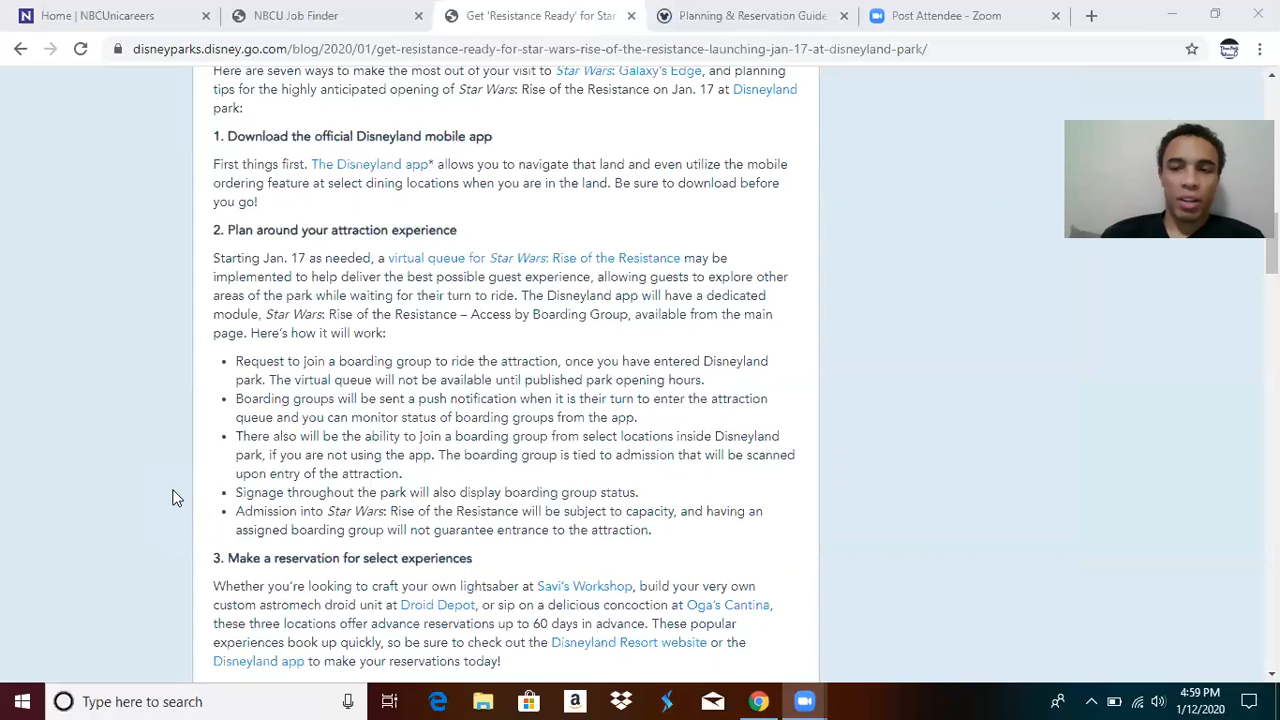 Home | NBCUnicareers
NBCU Job Finder
Get 'Resistance Ready' for Star
Planning & Reservation Guide
Post Attendee - Zoom
disneyparks.disney.go.com/blog/2020/01/get-resistance-ready-for-star-wars-rise-of-the-resistance-launching-jan-17-at-disneyland-park/
Here are seven ways to make the most out of your visit to Star Wars: Galaxy's Edge, and planning
tips for the highly anticipated opening of Star Wars: Rise of the Resistance on Jan. 17 at Disneyland
park:
1. Download the official Disneyland mobile app
First things first. The Disneyland app* allows you to navigate that land and even utilize the mobile
ordering feature at select dining locations when you are in the land. Be sure to download before
you go!
2. Plan around your attraction experience
Starting Jan. 17 as needed, a virtual queue for Star Wars: Rise of the Resistance may be
implemented to help deliver the best possible guest experience, allowing guests to explore other
areas of the park while waiting for their turn to ride. The Disneyland app will have a dedicated
module, Star Wars: Rise of the Resistance – Access by Boarding Group, available from the main
page. Here's how it will work:
• Request to join a boarding group to ride the attraction, once you have entered Disneyland
park. The virtual queue will not be available until published park opening hours.
• Boarding groups will be sent a push notification when it is their turn to enter the attraction
queue and you can monitor status of boarding groups from the app.
• There also will be the ability to join a boarding group from select locations inside Disneyland
park, if you are not using the app. The boarding group is tied to admission that will be scanned
upon entry of the attraction.
• Signage throughout the park will also display boarding group status.
• Admission into Star Wars: Rise of the Resistance will be subject to capacity, and having an
assigned boarding group will not guarantee entrance to the attraction.
3. Make a reservation for select experiences
Whether you're looking to craft your own lightsaber at Savi's Workshop, build your very own
custom astromech droid unit at Droid Depot, or sip on a delicious concoction at Oga's Cantina,
these three locations offer advance reservations up to 60 days in advance. These popular
experiences book up quickly, so be sure to check out the Disneyland Resort website or the
Disneyland app to make your reservations today!
Type here to search
4:59 PM
1/12/2020